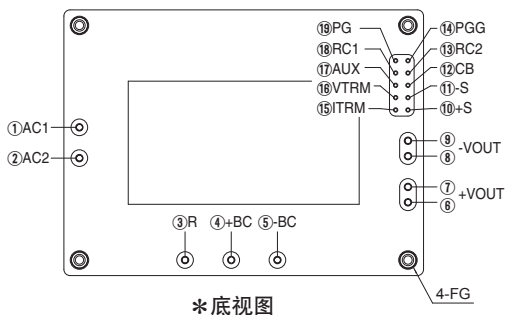 ⑲PG ⑭PGG
⑱RC1 ⑬RC2
⑰AUX ⑫CB
⑯VTRM ⑪-S
⑮ITRM ⑩+S
①AC1
②AC2
⑨
-VOUT
⑧
⑦
+VOUT
⑥
③R ④+BC ⑤-BC
4-FG
＊底视图